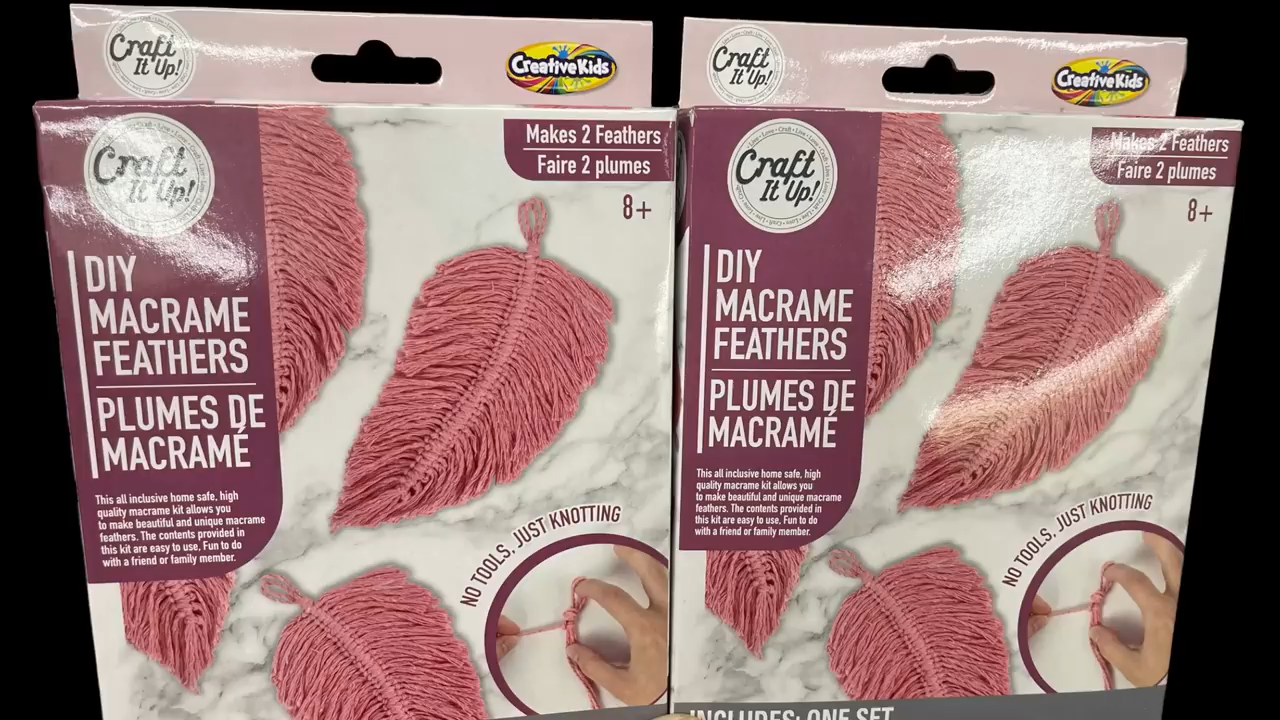 Craft
It Up!
CreativeKids
Craft
It Up!
Makes 2 Feathers
Faire 2 plumes
8+
DIY
MACRAME
FEATHERS
PLUMES DE
MACRAMÉ
This all inclusive home safe, high
quality macrame kit allows you
to make beautiful and unique macrame
feathers. The contents provided in
this kit are easy to use, Fun to do
with a friend or family member.
NO TOOLS, JUST KNOTTING
Craft
It Up!
CreativeKids
Craft
It Up!
Love • Craft • Live • Love
Makes 2 Feathers
Faire 2 plumes
8+
DIY
MACRAME
FEATHERS
PLUMES DE
MACRAMÉ
This all inclusive home safe, high
quality macrame kit allows you
to make beautiful and unique macrame
feathers. The contents provided in
this kit are easy to use, Fun to do
with a friend or family member.
NO TOOLS, JUST KNOTTING
INCLUDES: ONE SET